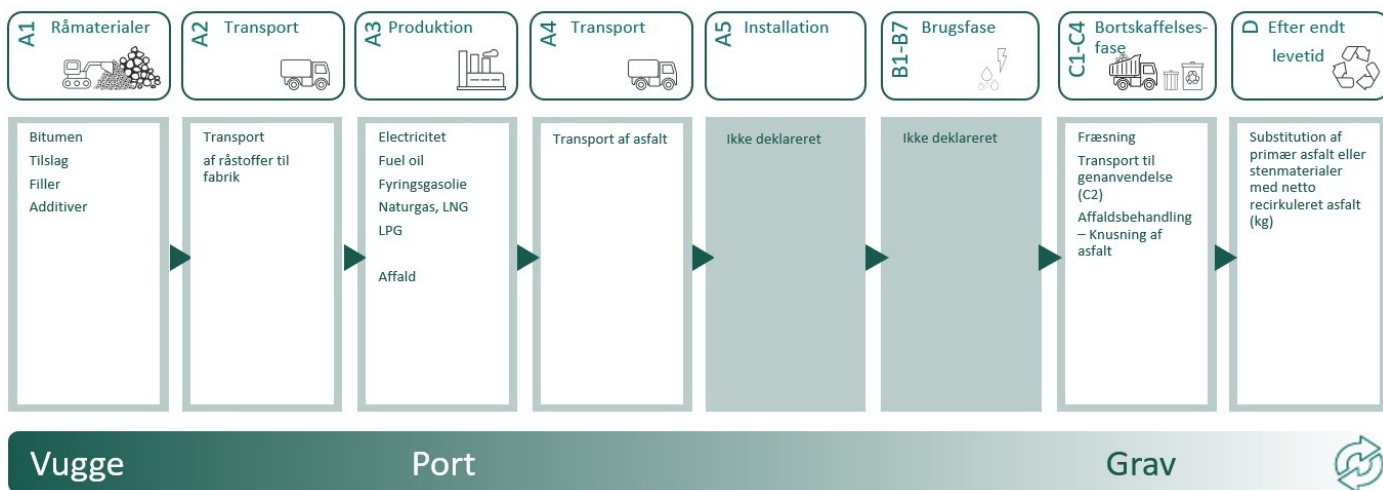 A1 Råmaterialer
A2 Transport
A3 Produktion
A4 Transport
A5 Installation
B1-B7 Brugsfase
C1-C4 Bortskaffelses-
fase
D Efter endt
levetid
Bitumen
Tilslag
Filler
Additiver
Transport
af råstoffer til
fabrik
Electricitet
Fuel oil
Fyringsgasolie
Naturgas, LNG
LPG
Affald
Transport af asfalt
Ikke deklareret
Ikke deklareret
Fræsning
Transport til
genanvendelse
(C2)
Affaldsbehandling
– Knusning af
asfalt
Substitution af
primær asfalt eller
stenmaterialer
med netto
recirkuleret asfalt
(kg)
Vugge
Port
Grav